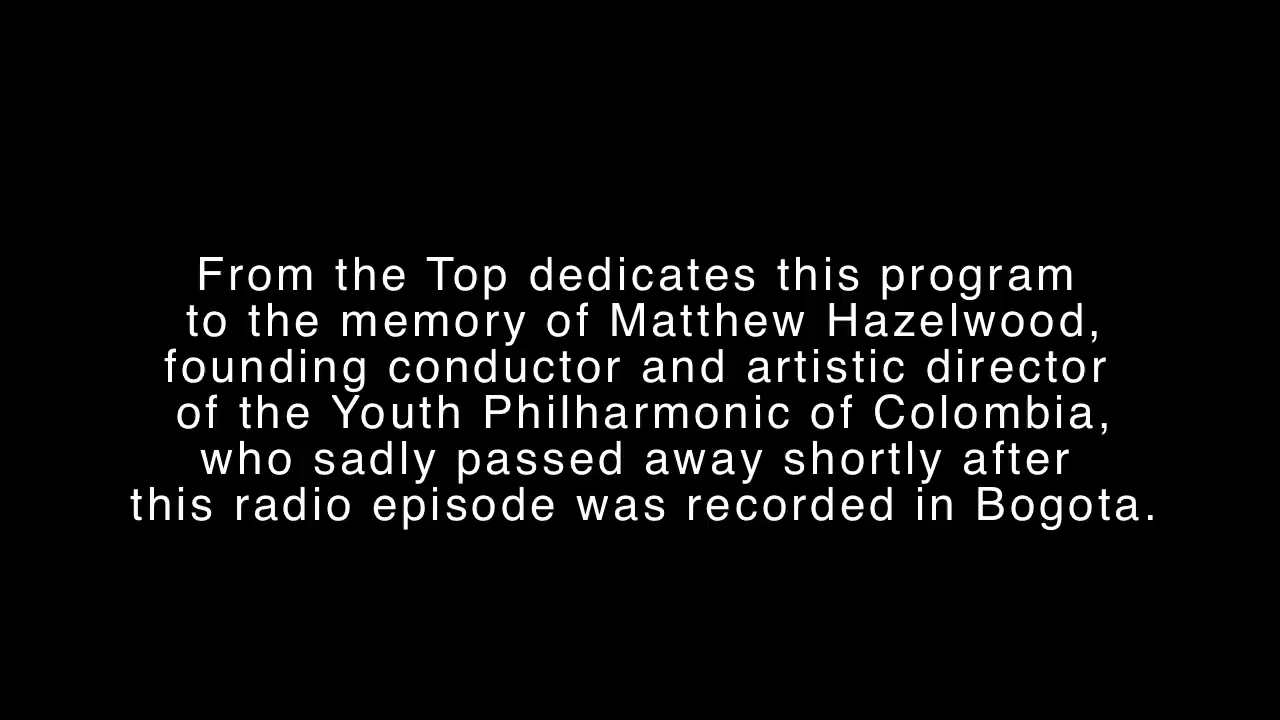 From the Top dedicates this program
to the memory of Matthew Hazelwood,
founding conductor and artistic director
of the Youth Philharmonic of Colombia,
who sadly passed away shortly after
this radio episode was recorded in Bogota.